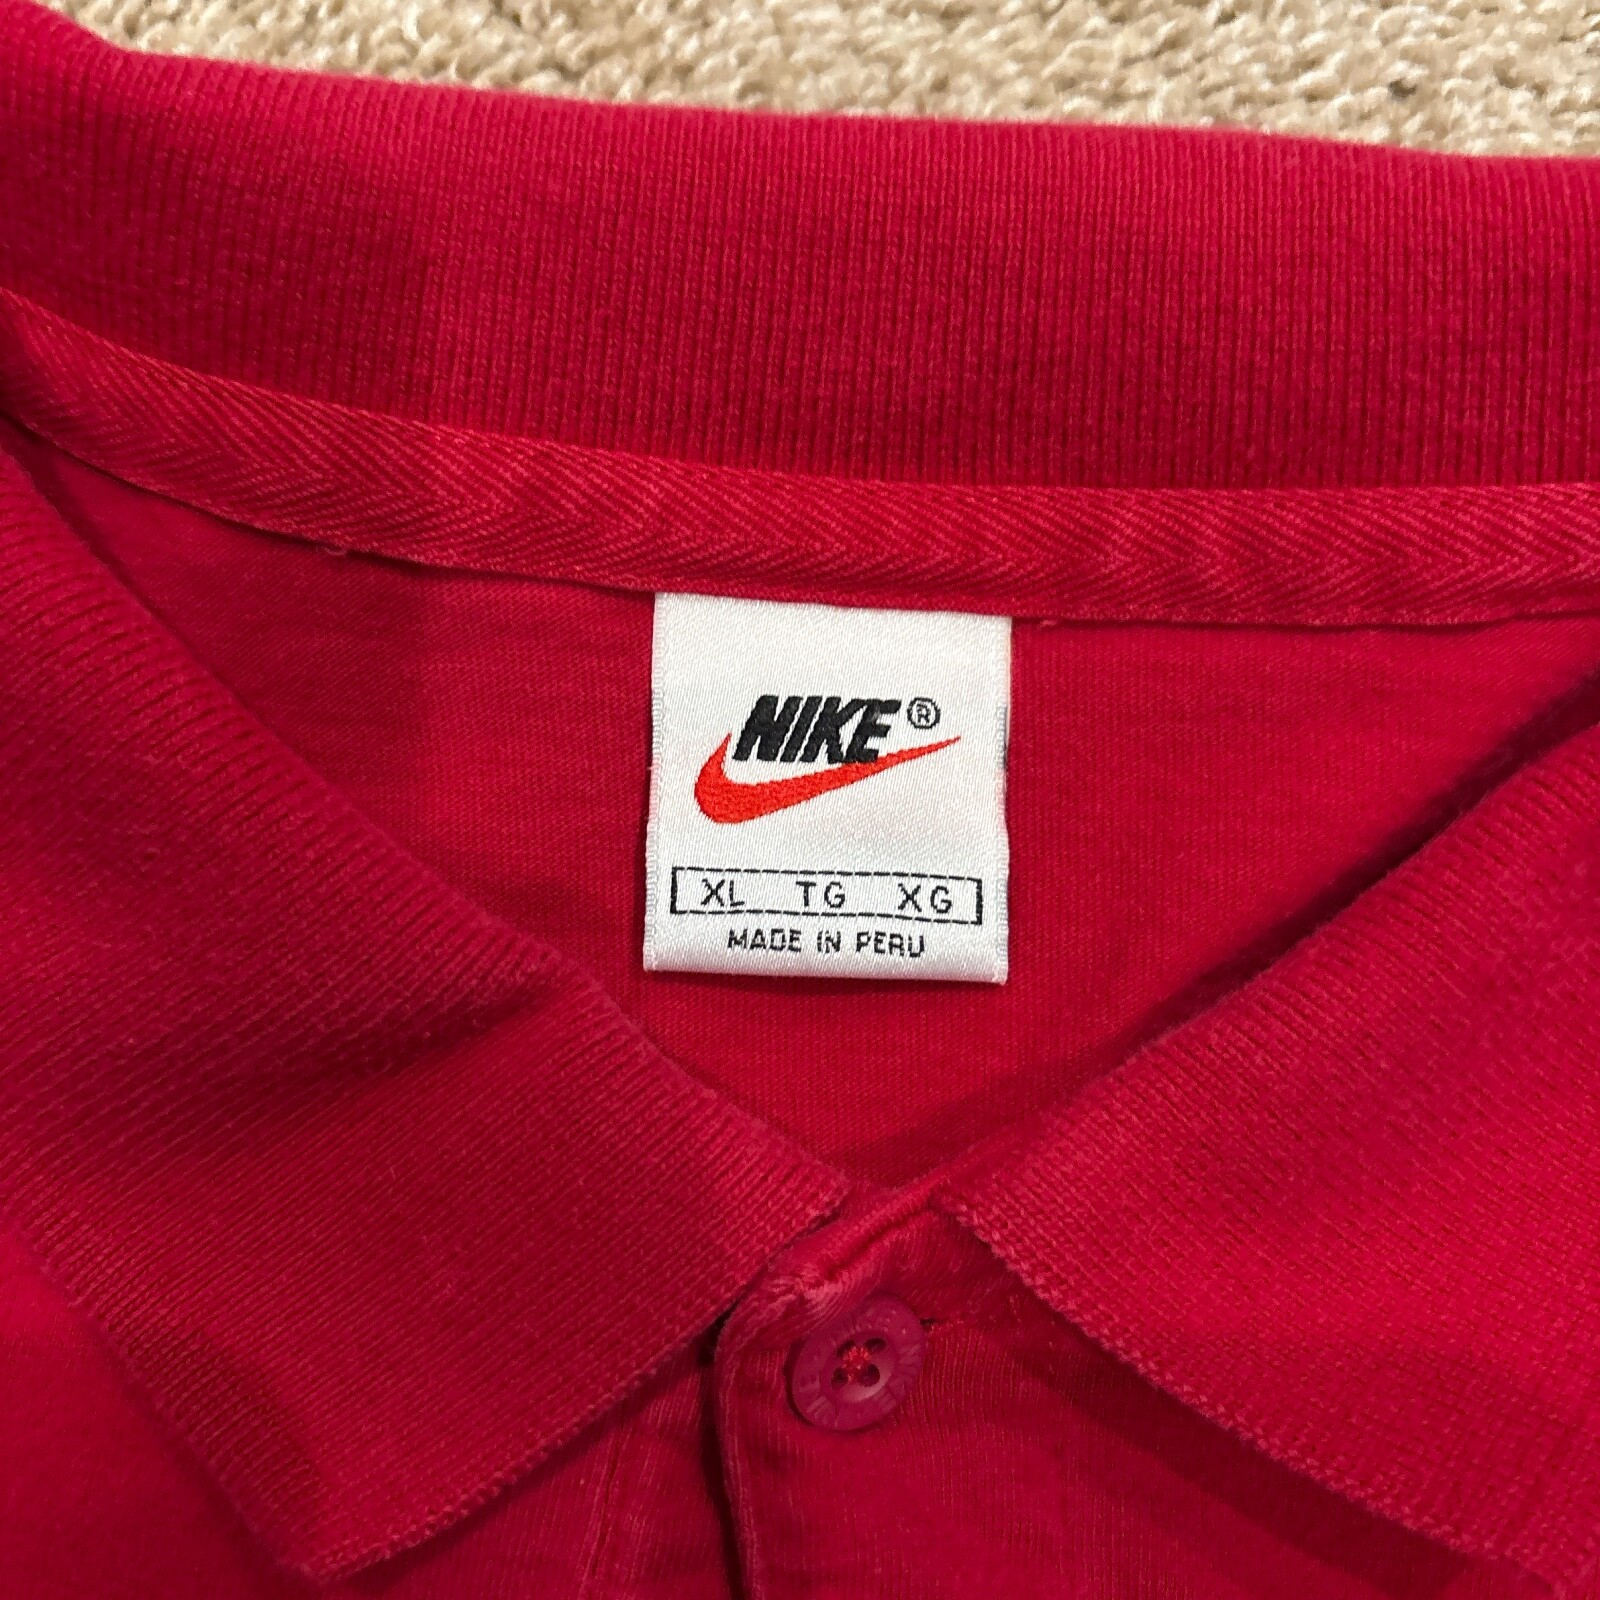 NIKE®
XL TG XG
MADE IN PERU